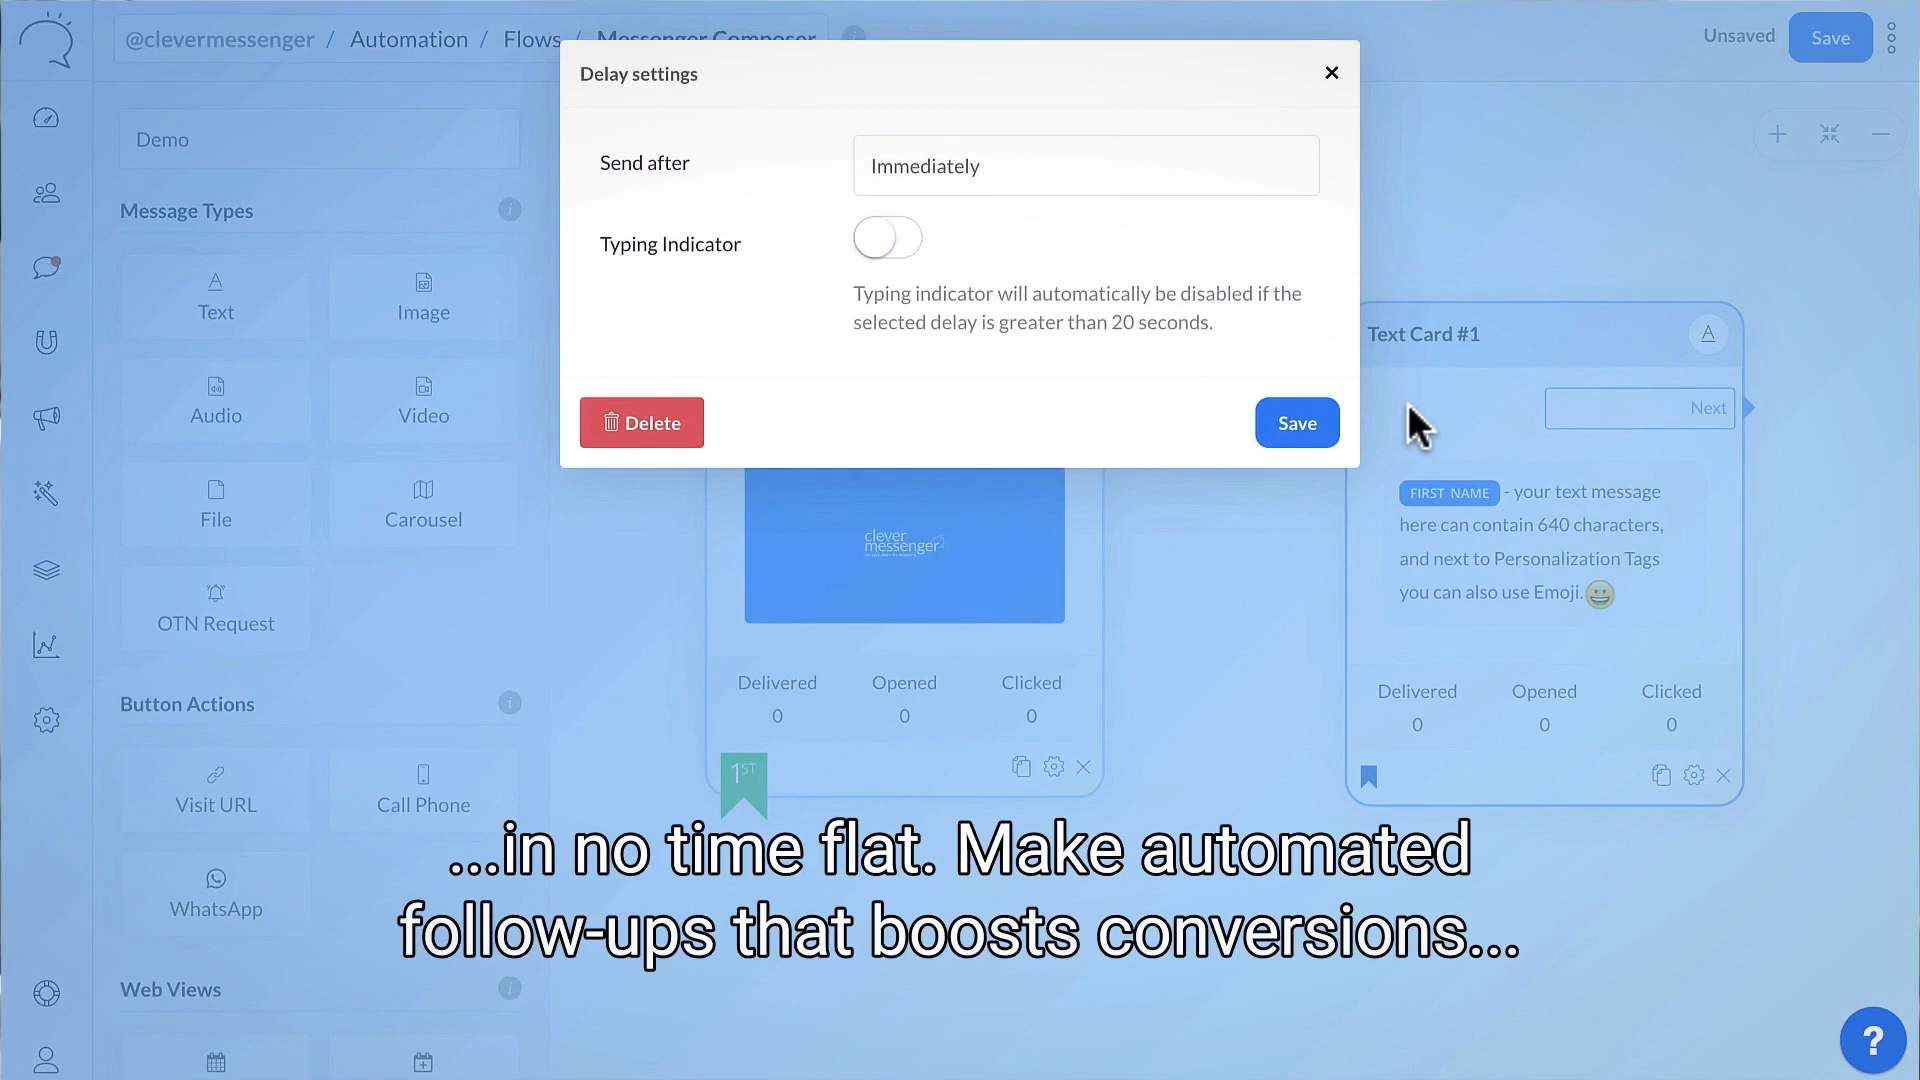 @clevermessenger / Automation / Flows / Messenger Composer
Unsaved
Save
Delay settings
Send after
Immediately
Typing Indicator
Typing indicator will automatically be disabled if the
selected delay is greater than 20 seconds.
Delete
Save
Demo
Message Types
Text
Image
Audio
Video
File
Carousel
OTN Request
Button Actions
Visit URL
Call Phone
WhatsApp
Web Views
clever
messenger
Delivered
Opened
Clicked
0
0
0
1ST
Text Card #1
Next
FIRST NAME - your text message
here can contain 640 characters,
and next to Personalization Tags
you can also use Emoji.😀
Delivered
Opened
Clicked
0
0
0
...in no time flat. Make automated
follow-ups that boosts conversions...
?